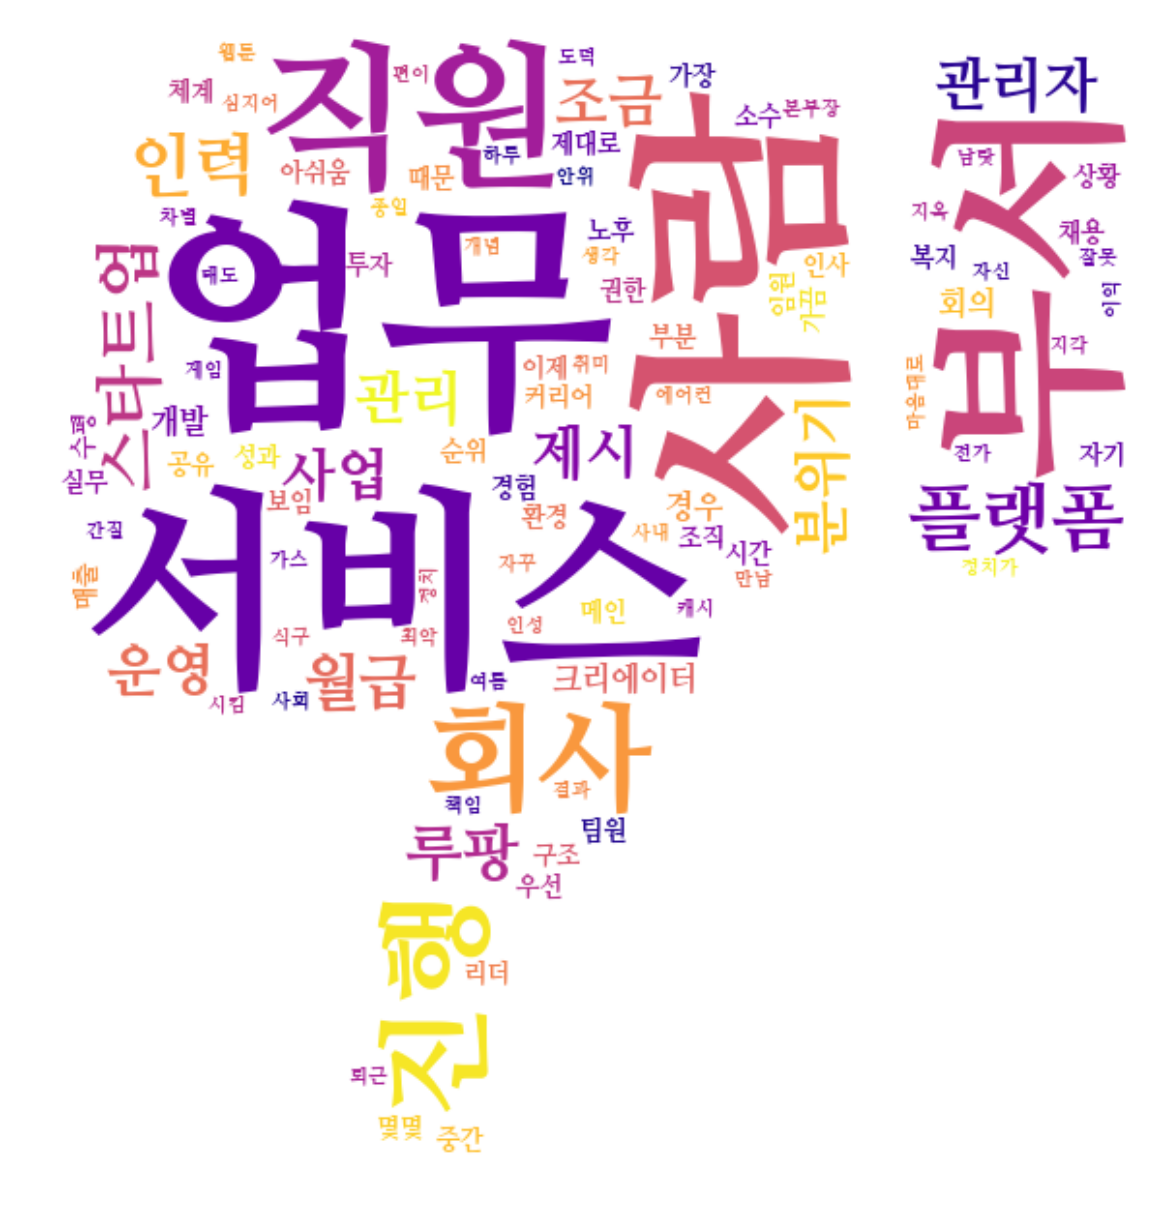 웹툰
체계
심지어
직원
편이
도덕
조금
가장
소수
본부장
관리자
인력
아쉬움
때문
하루
제대로
안위
사람
부서
남탓
상황
차별
종일
업무
태도
투자
개념
노후
생각
권한
임원
가끔
인사
지옥
복지
자신
채용
잘못
이익
회의
스타트업
게임
관리
이제
취미
커리어
부분
에어컨
분위기
마음대로
지각
수평
개발
실무
공유
성과
사업
순위
제시
경험
환경
경우
전가
자기
보임
간질
매출
서비스
가스
정치
자꾸
사내
조직
시간
만남
플랫폼
정치가
메인
캐시
인성
식구
최악
운영
월급
시킴
사회
여름
크리에이터
회사
결과
책임
팀원
루팡
구조
우선
진행
리더
퇴근
몇몇
중간